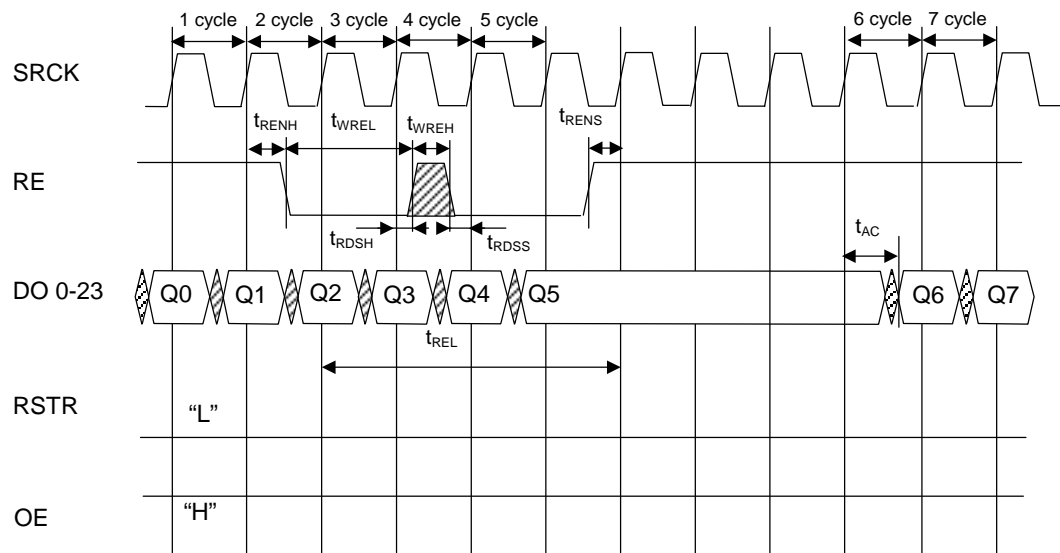 1 cycle 2 cycle 3 cycle 4 cycle 5 cycle 6 cycle 7 cycle
SRCK
tRENH tWREL tWREH tRENS
RE
tRDSH tRDSS tAC
DO 0-23 Q0 Q1 Q2 Q3 Q4 Q5 Q6 Q7
tREL
RSTR "L"
OE "H"